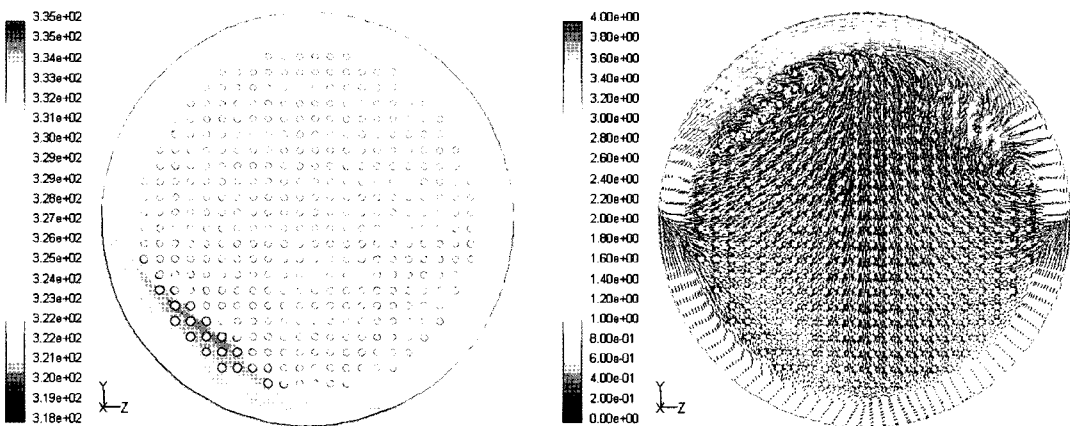 3.35e+02
3.35e+02
3.34e+02
3.33e+02
3.32e+02
3.31e+02
3.30e+02
3.29e+02
3.29e+02
3.28e+02
3.27e+02
3.26e+02
3.25e+02
3.24e+02
3.23e+02
3.22e+02
3.22e+02
3.21e+02
3.20e+02
3.19e+02
3.18e+02
Y
X Z
4.00e+00
3.80e+00
3.60e+00
3.40e+00
3.20e+00
3.00e+00
2.80e+00
2.60e+00
2.40e+00
2.20e+00
2.00e+00
1.80e+00
1.60e+00
1.40e+00
1.20e+00
1.00e+00
8.00e-01
6.00e-01
4.00e-01
2.00e-01
0.00e+00
Y
X Z